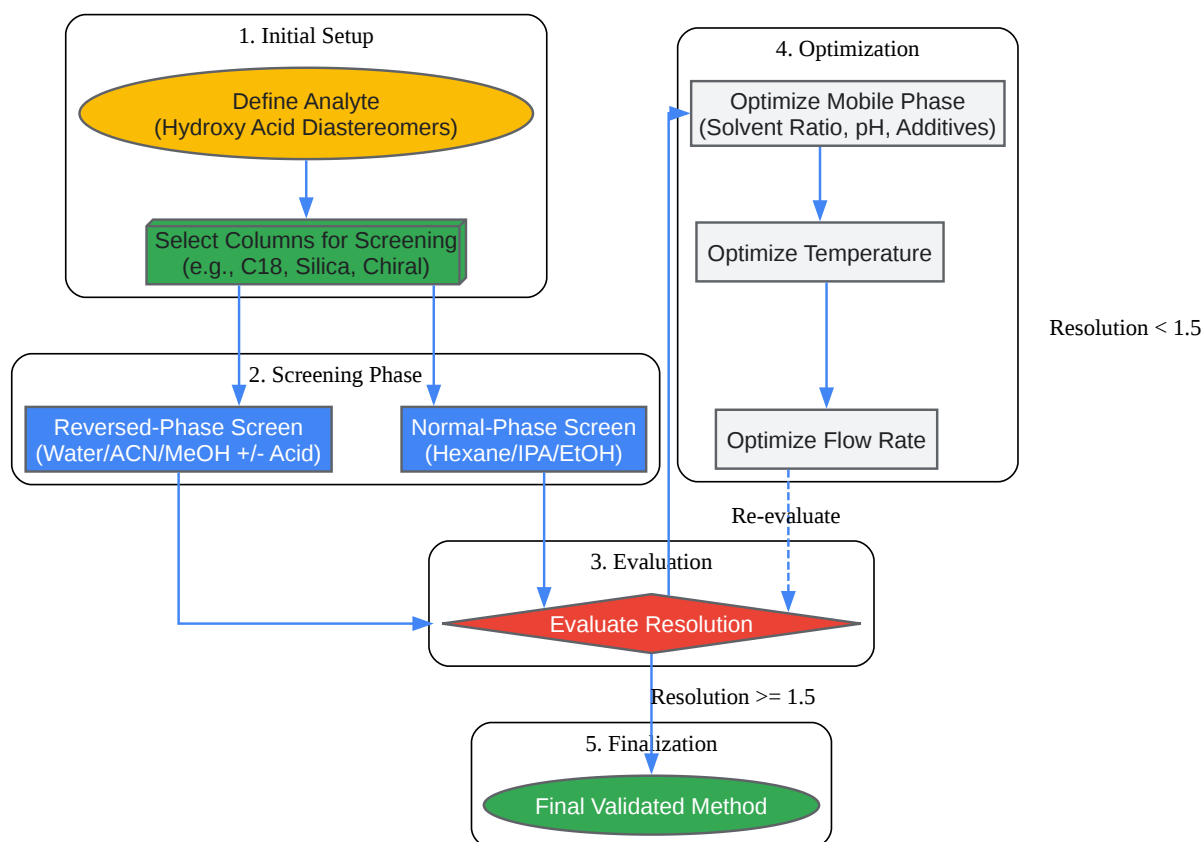 1. Initial Setup
Define Analyte
(Hydroxy Acid Diastereomers)
Select Columns for Screening
(e.g., C18, Silica, Chiral)
2. Screening Phase
Reversed-Phase Screen
(Water/ACN/MeOH +/- Acid)
Normal-Phase Screen
(Hexane/IPA/EtOH)
4. Optimization
Optimize Mobile Phase
(Solvent Ratio, pH, Additives)
Optimize Temperature
Optimize Flow Rate
Resolution < 1.5
Re-evaluate
3. Evaluation
Evaluate Resolution
Resolution >= 1.5
5. Finalization
Final Validated Method